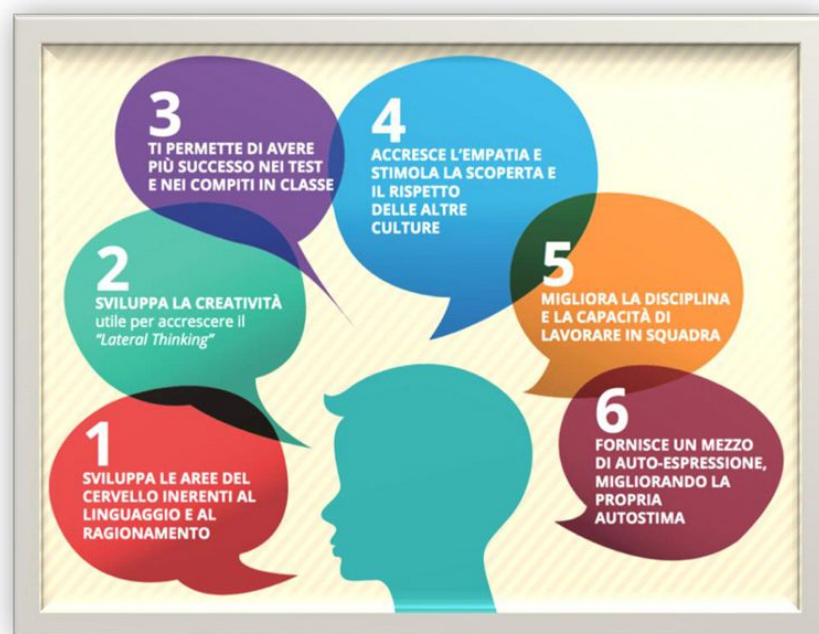 1
SVILUPPA LE AREE DEL
CERVELLO INERENTI AL
LINGUAGGIO E AL
RAGIONAMENTO
2
SVILUPPA LA CREATIVITÀ
utile per accrescere il
"Lateral Thinking"
3
TI PERMETTE DI AVERE
PIÙ SUCCESSO NEI TEST
E NEI COMPITI IN CLASSE
4
ACCRESCE L'EMPATIA E
STIMOLA LA SCOPERTA E
IL RISPETTO
DELLE ALTRE
CULTURE
5
MIGLIORA LA DISCIPLINA
E LA CAPACITÀ DI
LAVORARE IN SQUADRA
6
FORNISCE UN MEZZO
DI AUTO-ESPRESSIONE,
MIGLIORANDO LA
PROPRIA
AUTOSTIMA